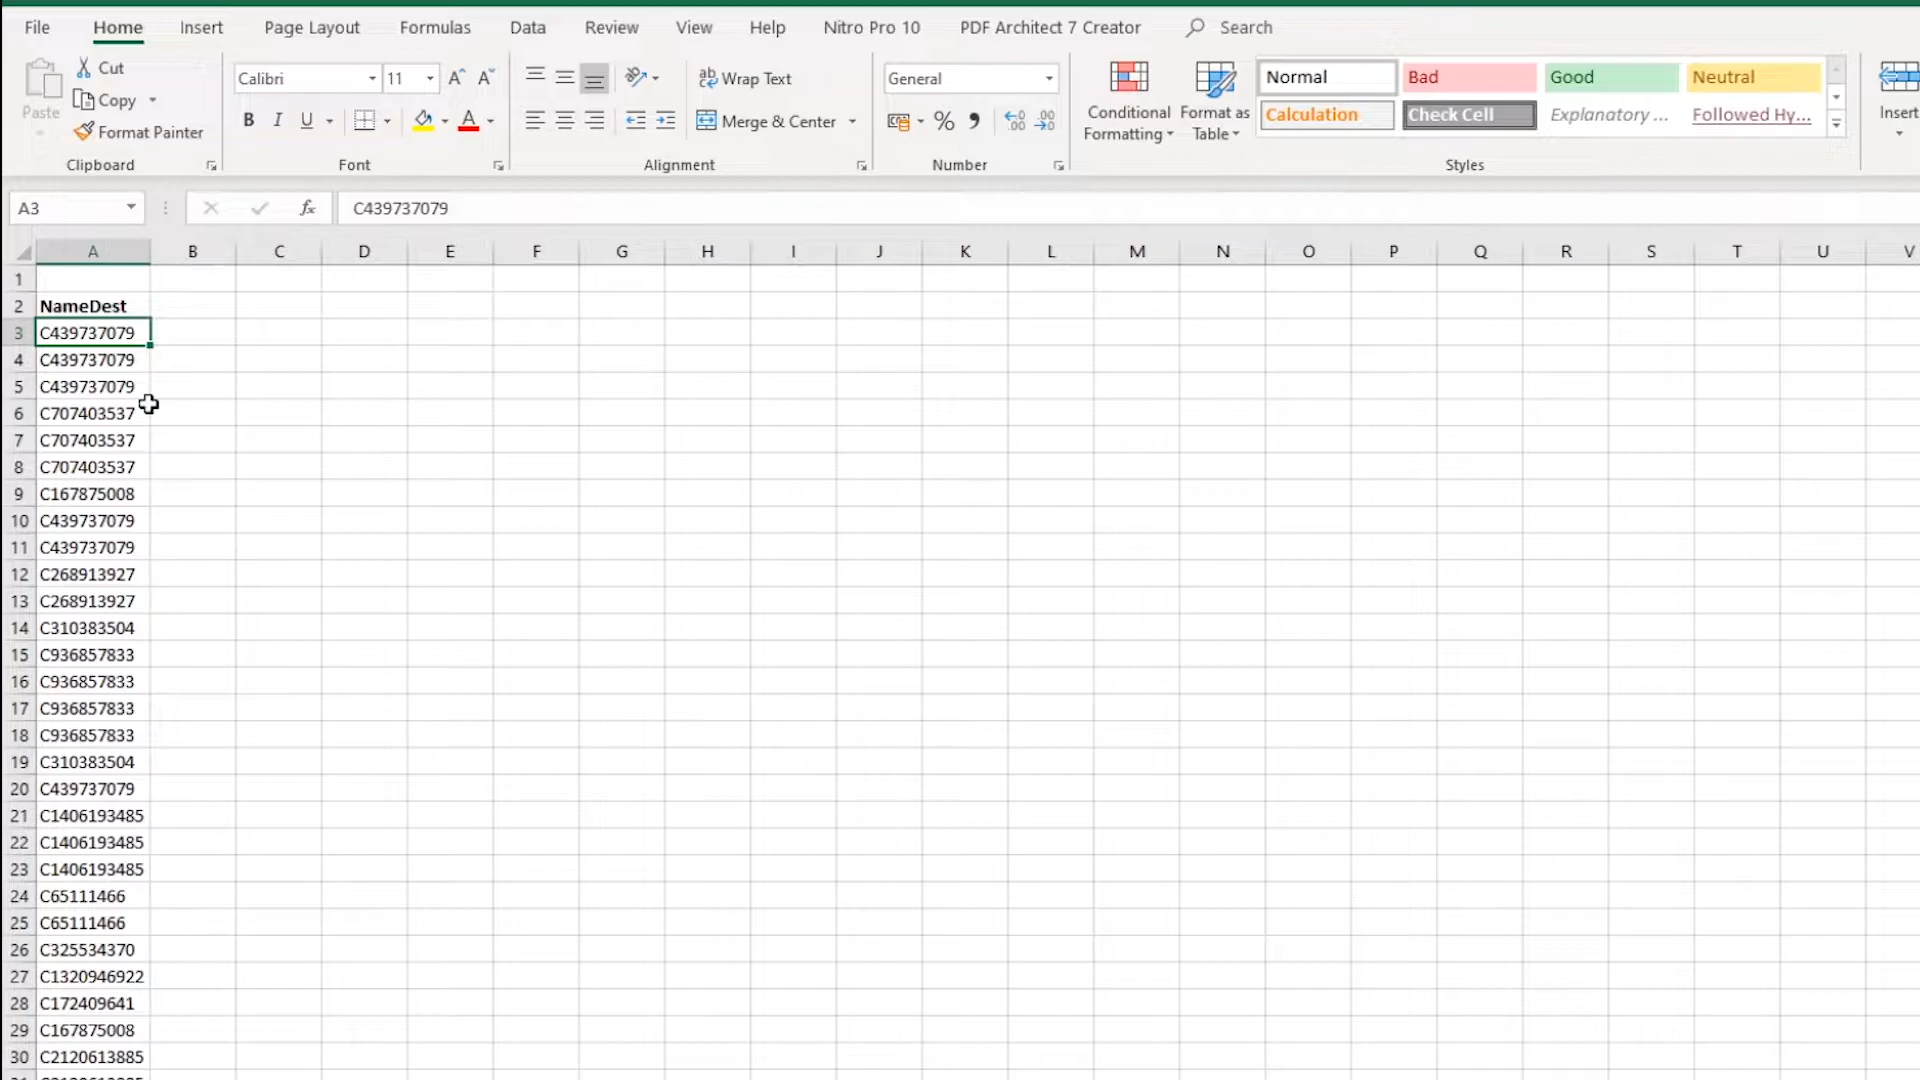 File Home Insert Page Layout Formulas Data Review View Help Nitro Pro 10 PDF Architect 7 Creator Search
Cut
Copy
Format Painter
Paste
Clipboard
Calibri 11
B I U
Font
Wrap Text
Merge & Center
Alignment
General
Number
Conditional Formatting
Format as Table
Normal Bad Good Neutral
Calculation Check Cell Explanatory ... Followed Hy...
Styles
Insert
A3 fx C439737079
A B C D E F G H I J K L M N O P Q R S T U V
1
2 NameDest
3 C439737079
4 C439737079
5 C439737079
6 C707403537
7 C707403537
8 C707403537
9 C167875008
10 C439737079
11 C439737079
12 C268913927
13 C268913927
14 C310383504
15 C936857833
16 C936857833
17 C936857833
18 C936857833
19 C310383504
20 C439737079
21 C1406193485
22 C1406193485
23 C1406193485
24 C65111466
25 C65111466
26 C325534370
27 C1320946922
28 C172409641
29 C167875008
30 C2120613885